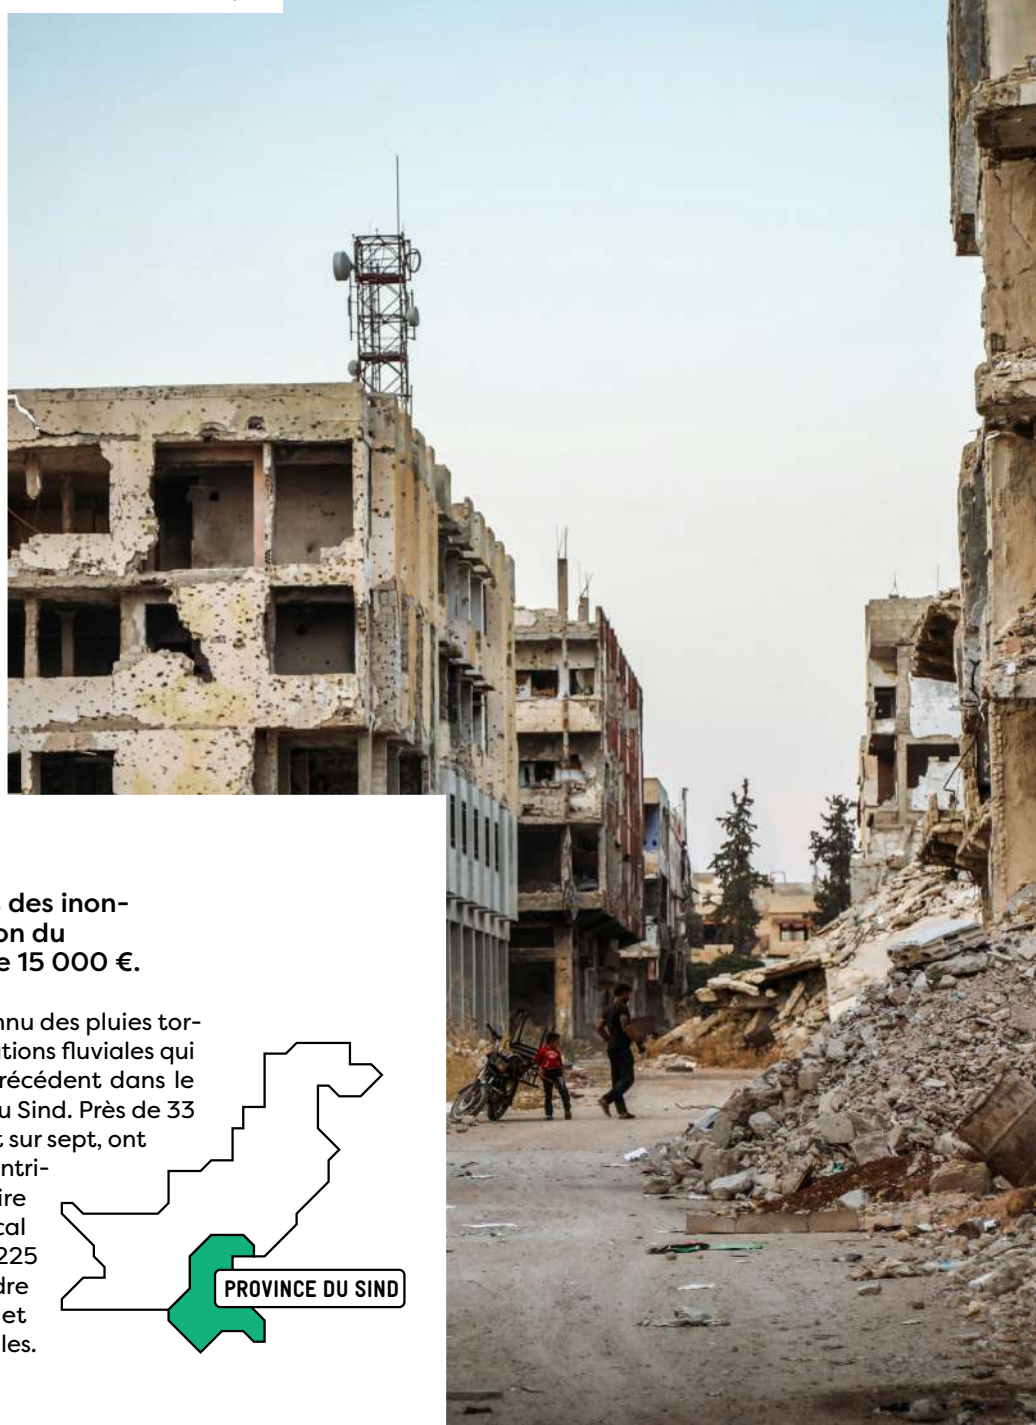 des inon-
on du
e 15 000 €.
nnu des pluies tor-
ations fluviales qui
récédent dans le
u Sind. Près de 33
t sur sept, ont
ntri-
ire
cal
225
dre
et
les.
PROVINCE DU SIND